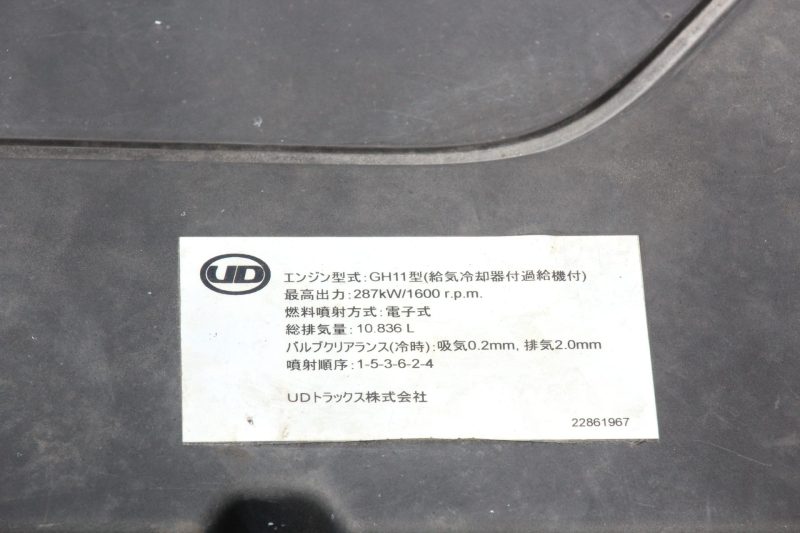 UD
エンジン型式:GH11型(給気冷却器付過給機付)
最高出力:287kW/1600 r.p.m.
燃料噴射方式:電子式
総排気量:10.836 L
バルブクリアランス(冷時):吸気0.2mm, 排気2.0mm
噴射順序:1-5-3-6-2-4
UDトラックス株式会社
22861967